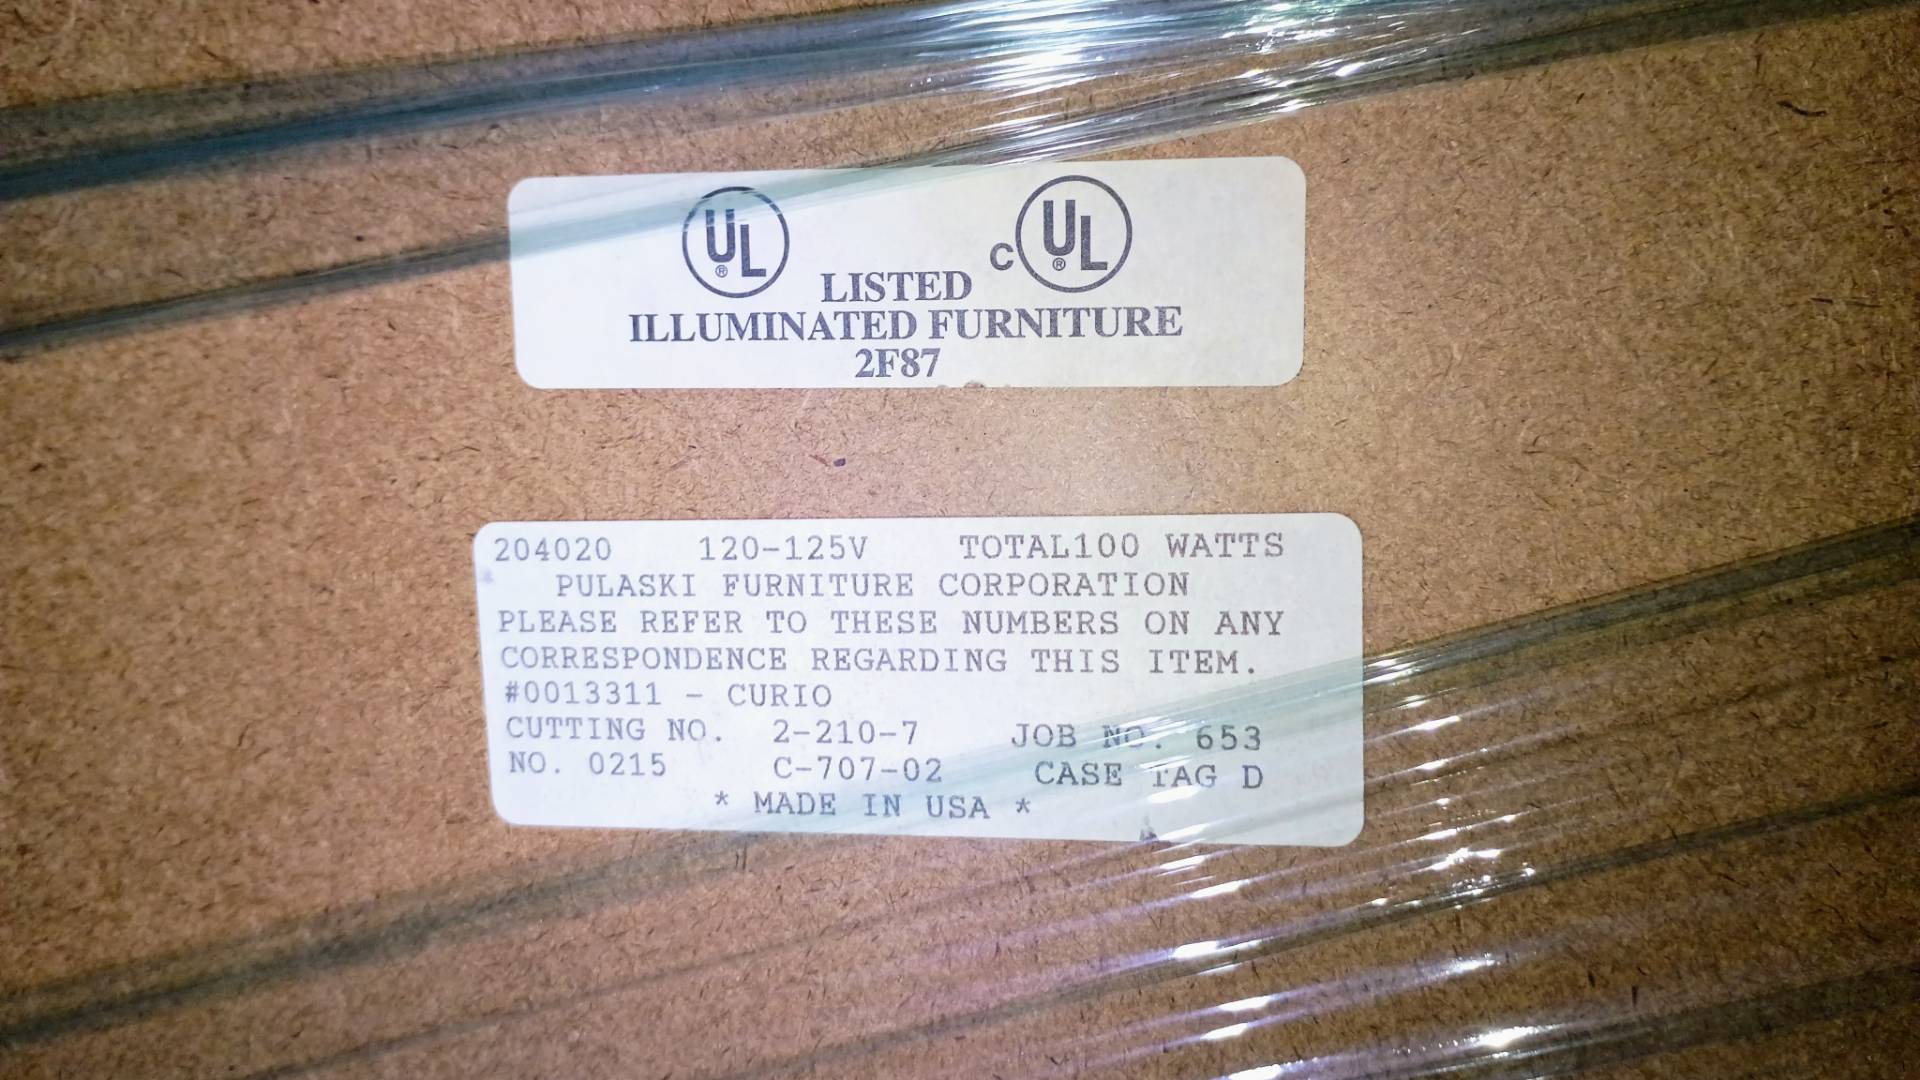 UL® c UL®
LISTED
ILLUMINATED FURNITURE
2F87
204020 120-125V TOTAL100 WATTS
PULASKI FURNITURE CORPORATION
PLEASE REFER TO THESE NUMBERS ON ANY
CORRESPONDENCE REGARDING THIS ITEM.
#0013311 - CURIO
CUTTING NO. 2-210-7 JOB NO. 653
NO. 0215 C-707-02 CASE TAG D
* MADE IN USA *